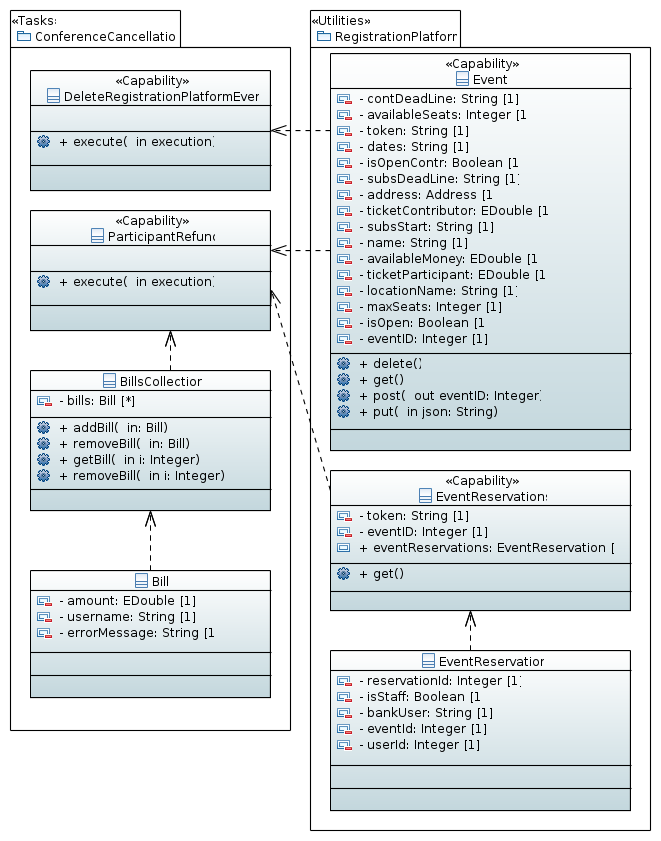 «Tasks»
ConferenceCancellatio
«Capability»
DeleteRegistrationPlatformEver
+ execute( in execution)
«Capability»
ParticipantRefund
+ execute( in execution)
BillsCollection
- bills: Bill [*]
+ addBill( in: Bill)
+ removeBill( in: Bill)
+ getBill( in i: Integer)
+ removeBill( in i: Integer)
Bill
- amount: EDouble [1]
- username: String [1]
- errorMessage: String [1
«Utilities»
RegistrationPlatforr
«Capability»
Event
- contDeadLine: String [1]
- availableSeats: Integer [1
- token: String [1]
- dates: String [1]
- isOpenContr: Boolean [1
- subsDeadLine: String [1]
- address: Address [1
- ticketContributor: EDouble [1
- subsStart: String [1]
- name: String [1]
- availableMoney: EDouble [1
- ticketParticipant: EDouble [1
- locationName: String [1]
- maxSeats: Integer [1]
- isOpen: Boolean [1
- eventID: Integer [1]
+ delete()
+ get()
+ post( out eventID: Integer)
+ put( in json: String)
«Capability»
EventReservations
- token: String [1]
- eventID: Integer [1]
+ eventReservations: EventReservation [
+ get()
EventReservation
- reservationId: Integer [1]
- isStaff: Boolean [1
- bankUser: String [1]
- eventId: Integer [1]
- userId: Integer [1]